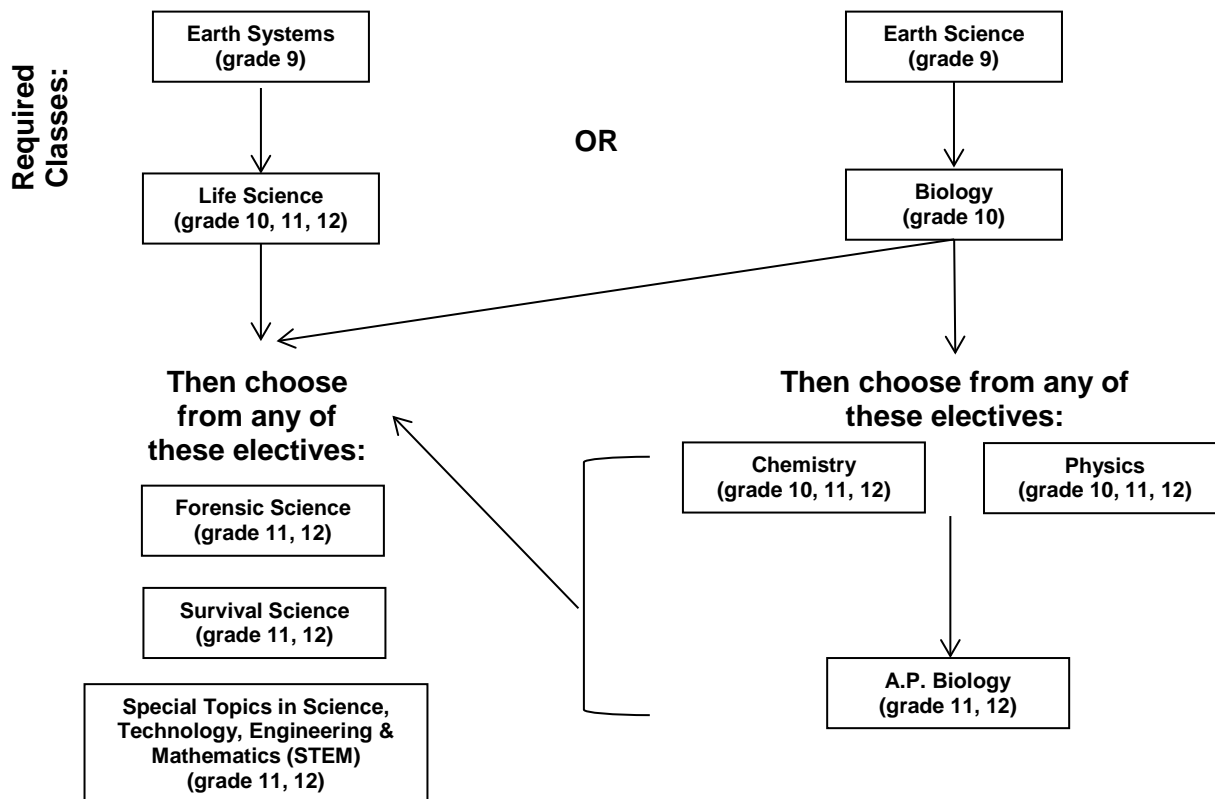 Required
Classes:
Earth Systems
(grade 9)
Earth Science
(grade 9)
OR
Life Science
(grade 10, 11, 12)
Biology
(grade 10)
Then choose
from any of
these electives:
Forensic Science
(grade 11, 12)
Survival Science
(grade 11, 12)
Special Topics in Science,
Technology, Engineering &
Mathematics (STEM)
(grade 11, 12)
Then choose from any of
these electives:
Chemistry
(grade 10, 11, 12)
Physics
(grade 10, 11, 12)
A.P. Biology
(grade 11, 12)